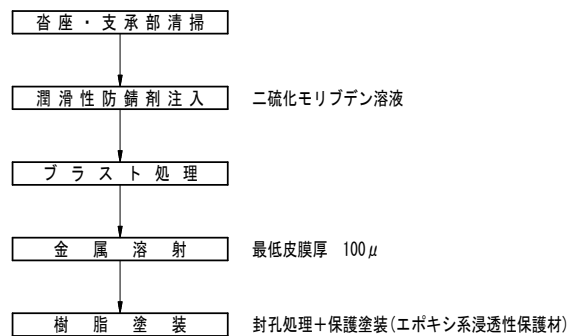 沓座・支承部清掃
潤滑性防錆剤注入 二硫化モリブデン溶液
ブラスト処理
金属溶射 最低皮膜厚 100μ
樹脂塗装 封孔処理+保護塗装(エポキシ系浸透性保護材)